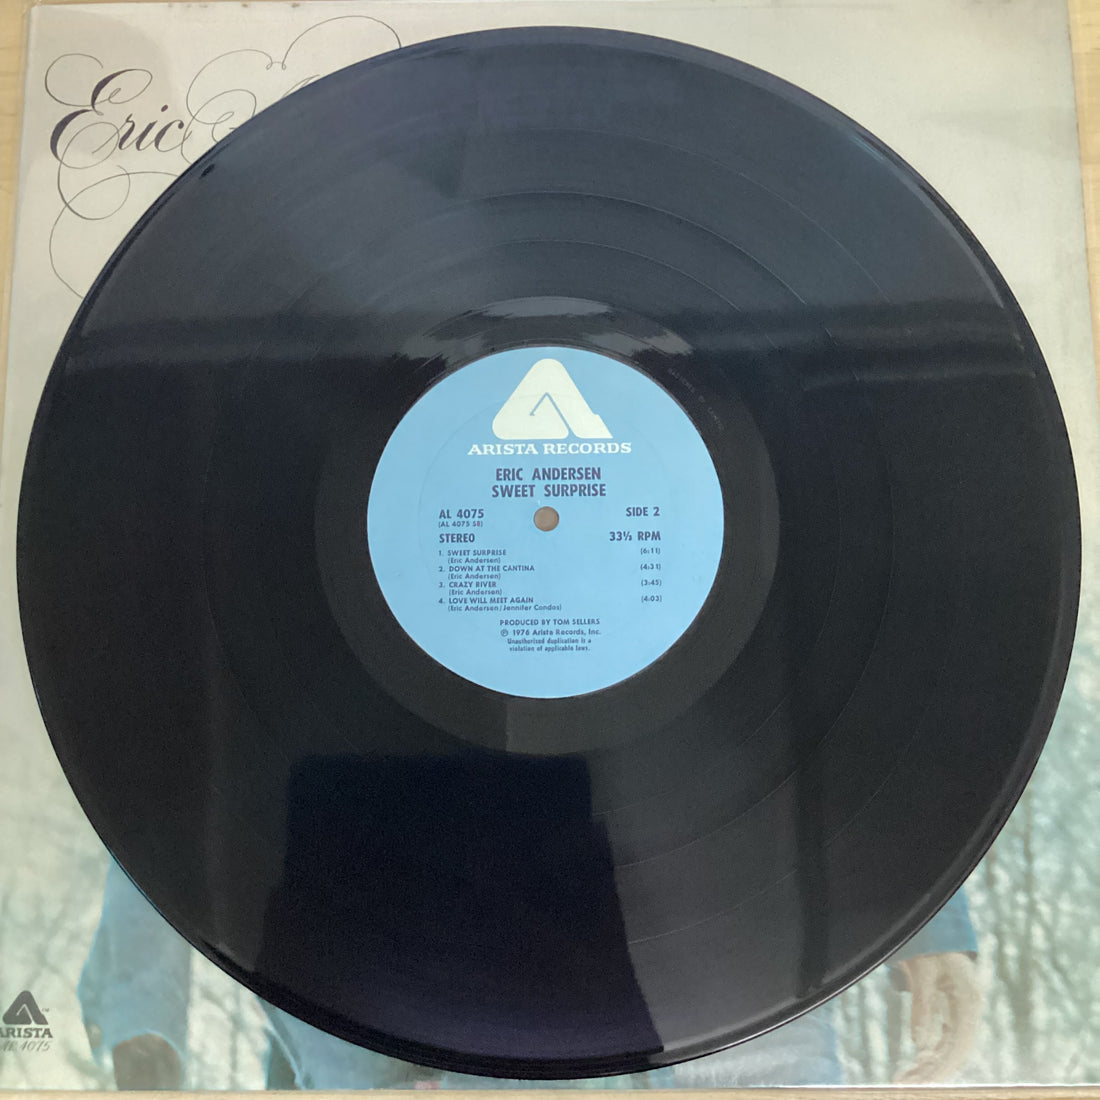 Eric
ARISTA RECORDS
ERIC ANDERSEN
SWEET SURPRISE
AL 4075 SIDE 2
(AL 4075 SB)
STEREO 33⅓ RPM
1. SWEET SURPRISE (6:11)
(Eric Andersen)
2. DOWN AT THE CANTINA (4:31)
(Eric Andersen)
3. CRAZY RIVER (3:45)
(Eric Andersen)
4. LOVE WILL MEET AGAIN (4:03)
(Eric Andersen/Jennifer Condos)
PRODUCED BY TOM SELLERS
℗ 1976 Arista Records, Inc.
Unauthorized duplication is a
violation of applicable laws.
ARISTA
AL 4075